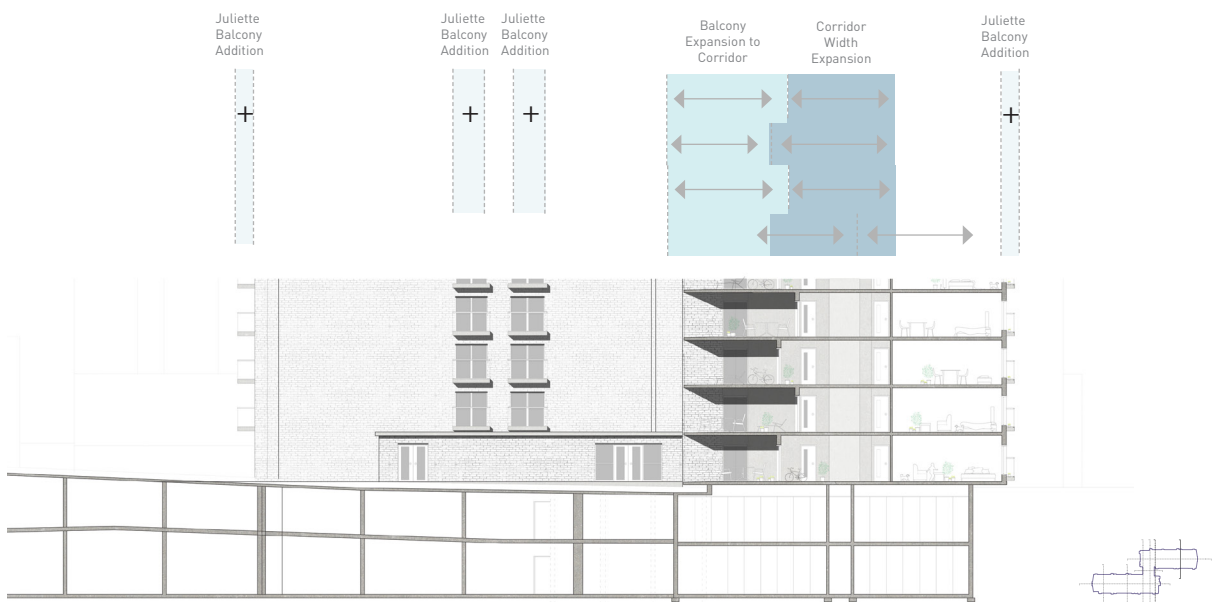 Juliette
Balcony
Addition
Juliette
Balcony
Addition
Juliette
Balcony
Addition
Balcony
Expansion to
Corridor
Corridor
Width
Expansion
Juliette
Balcony
Addition